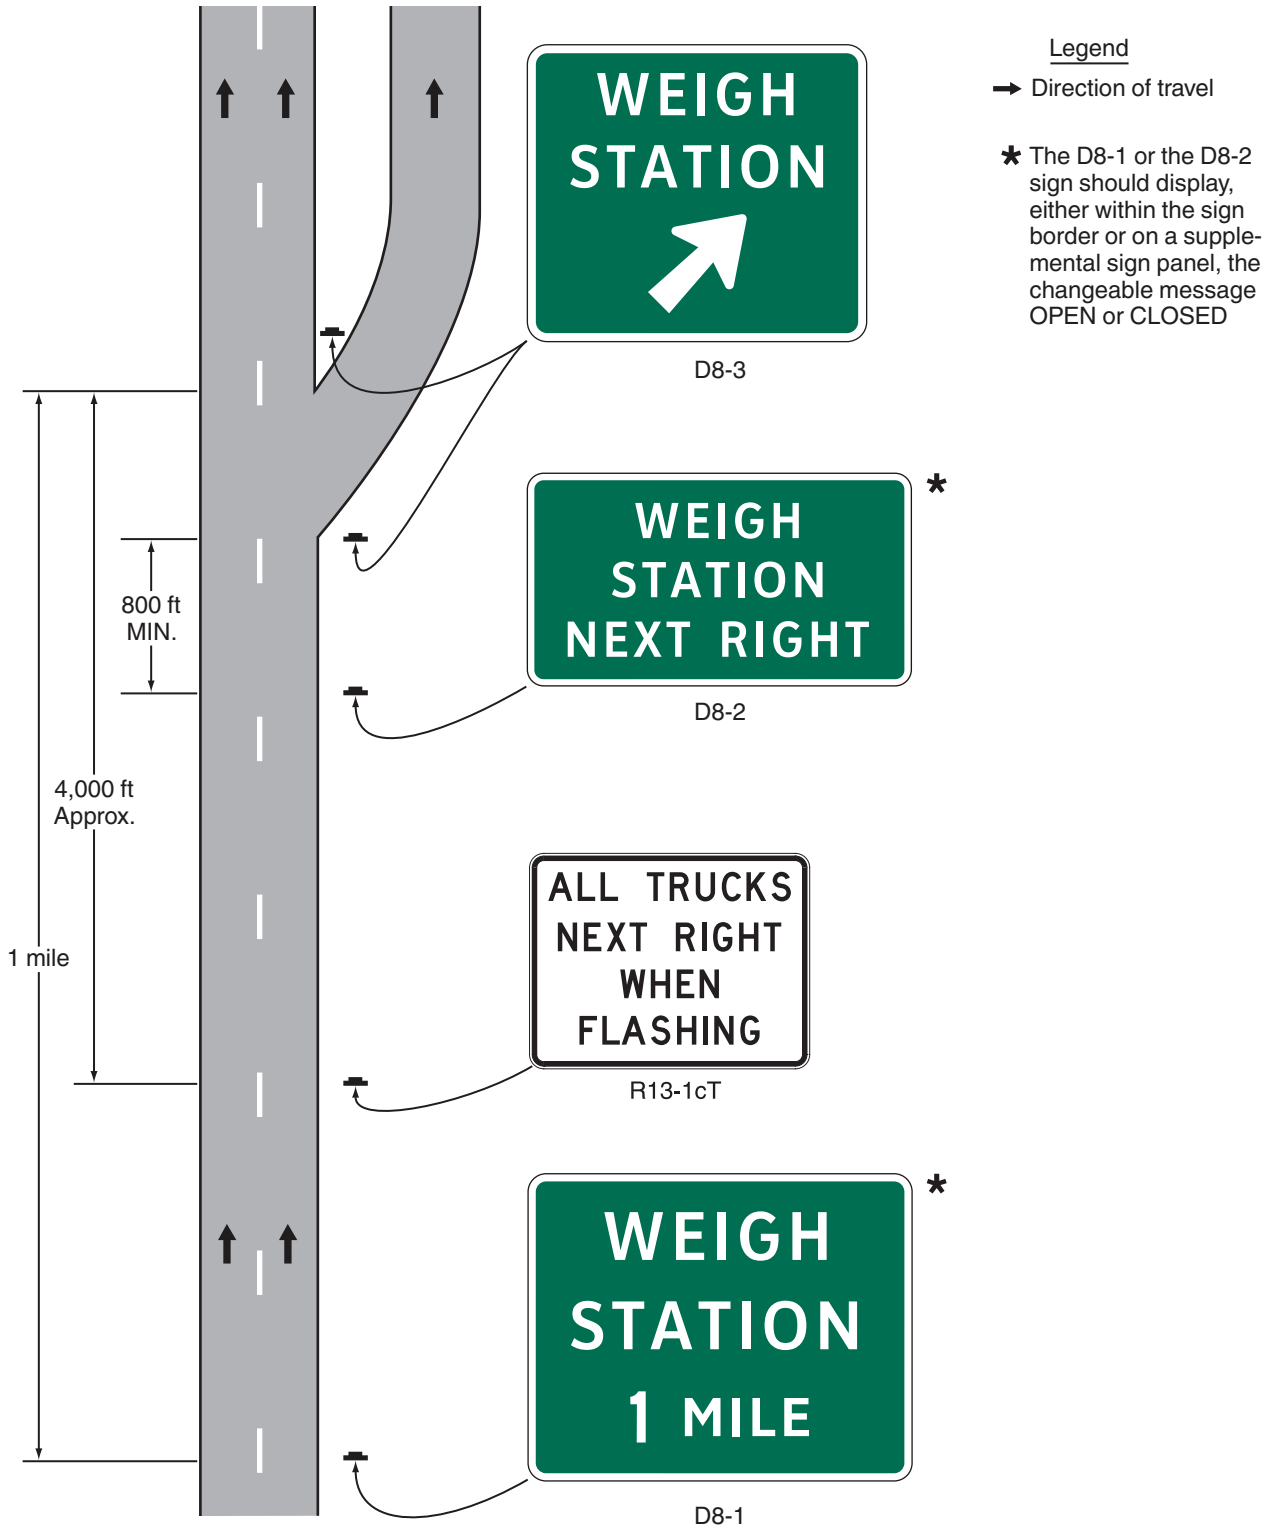 WEIGH
STATION
D8-3
Legend
Direction of travel
* The D8-1 or the D8-2
sign should display,
either within the sign
border or on a supple-
mental sign panel, the
changeable message
OPEN or CLOSED
WEIGH
STATION
NEXT RIGHT
*
D8-2
800 ft
MIN.
4,000 ft
Approx.
1 mile
ALL TRUCKS
NEXT RIGHT
WHEN
FLASHING
R13-1cT
WEIGH
STATION
1 MILE
*
D8-1